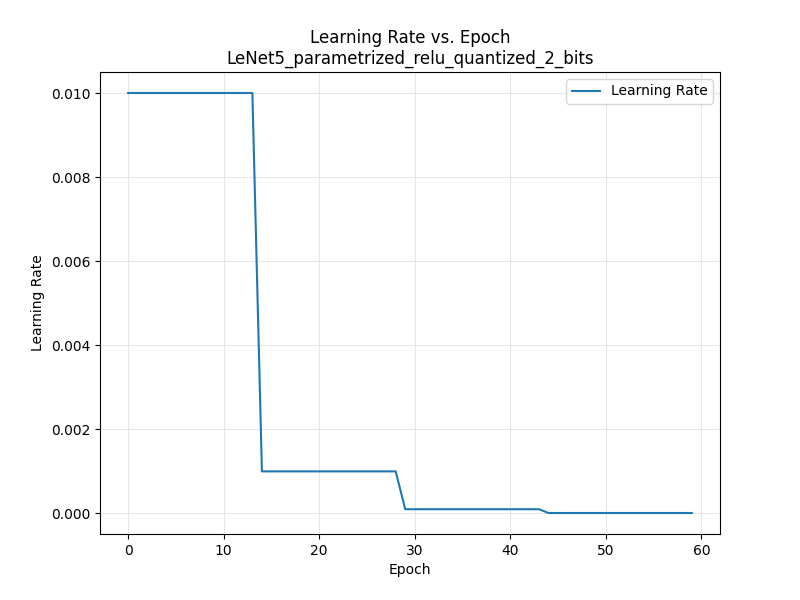 Learning Rate vs. Epoch
LeNet5_parametrized_relu_quantized_2_bits
Learning Rate
0.010
0.008
0.006
0.004
0.002
0.000
Learning Rate
0 10 20 30 40 50 60
Epoch